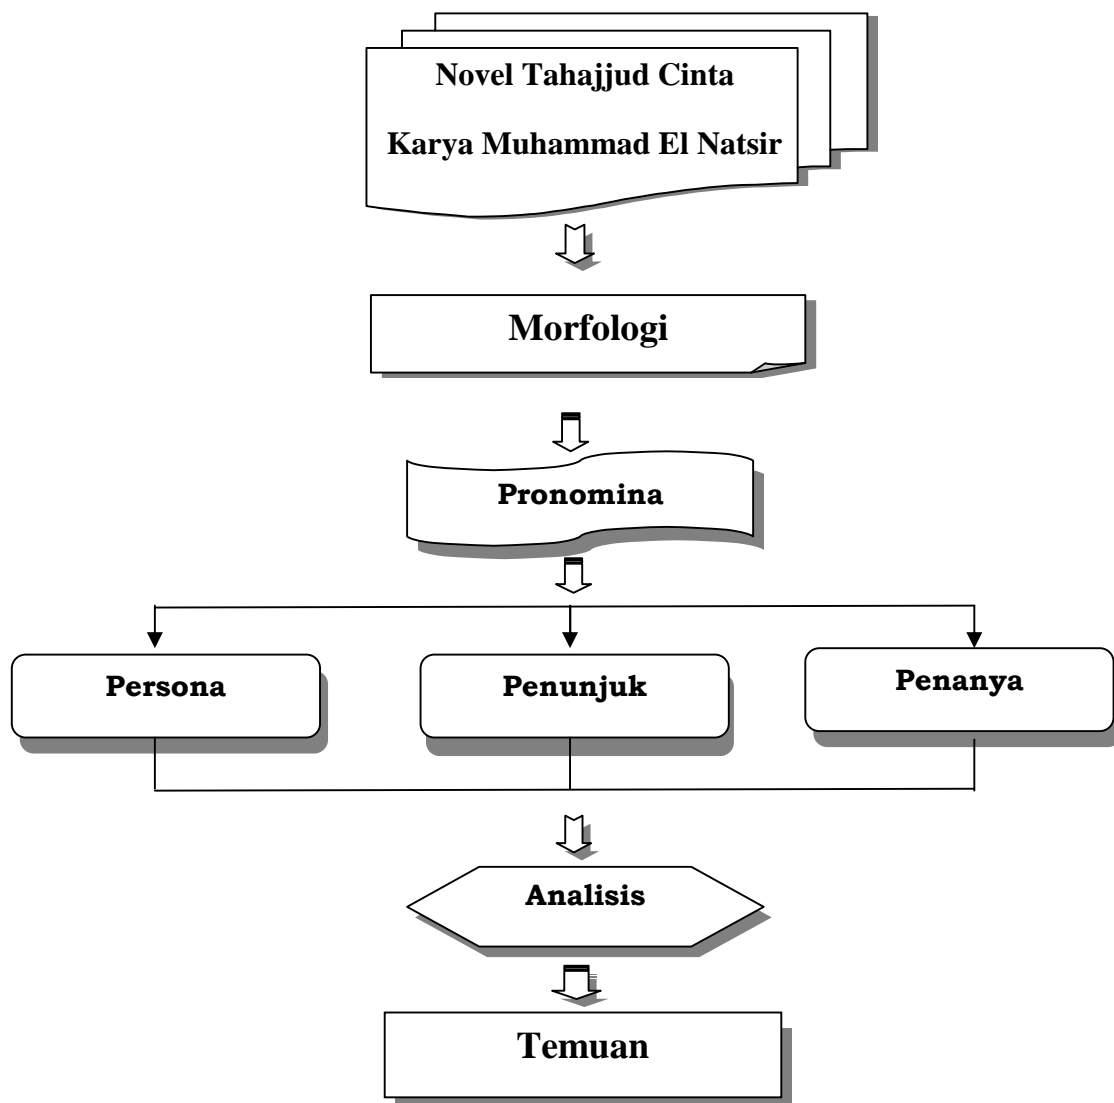 Novel Tahajjud Cinta
Karya Muhammad El Natsir
Morfologi
Pronomina
Persona
Penunjuk
Penanya
Analisis
Temuan